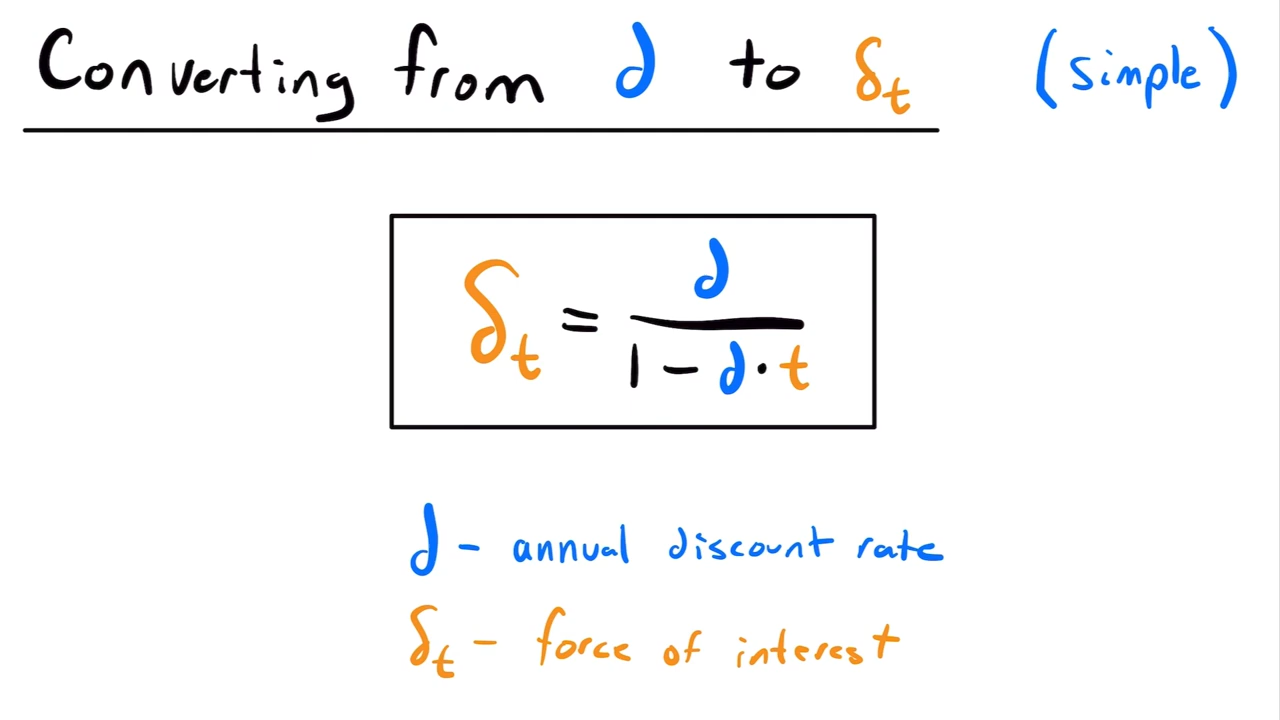 Converting from d to δₜ (simple)
δₜ = d / (1 - d · t)
d - annual discount rate
δₜ - force of interest